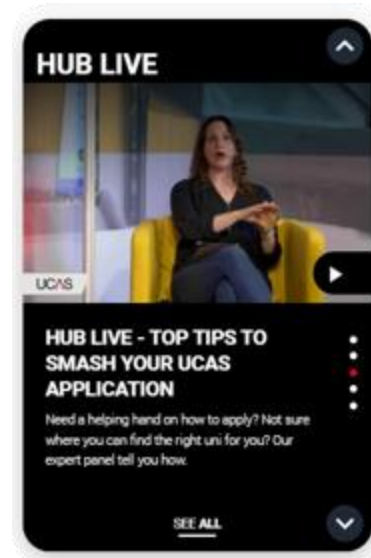 HUB LIVE
UCAS
HUB LIVE - TOP TIPS TO
SMASH YOUR UCAS
APPLICATION
Need a helping hand on how to apply? Not sure
where you can find the right uni for you? Our
expert panel tell you how.
SEE ALL